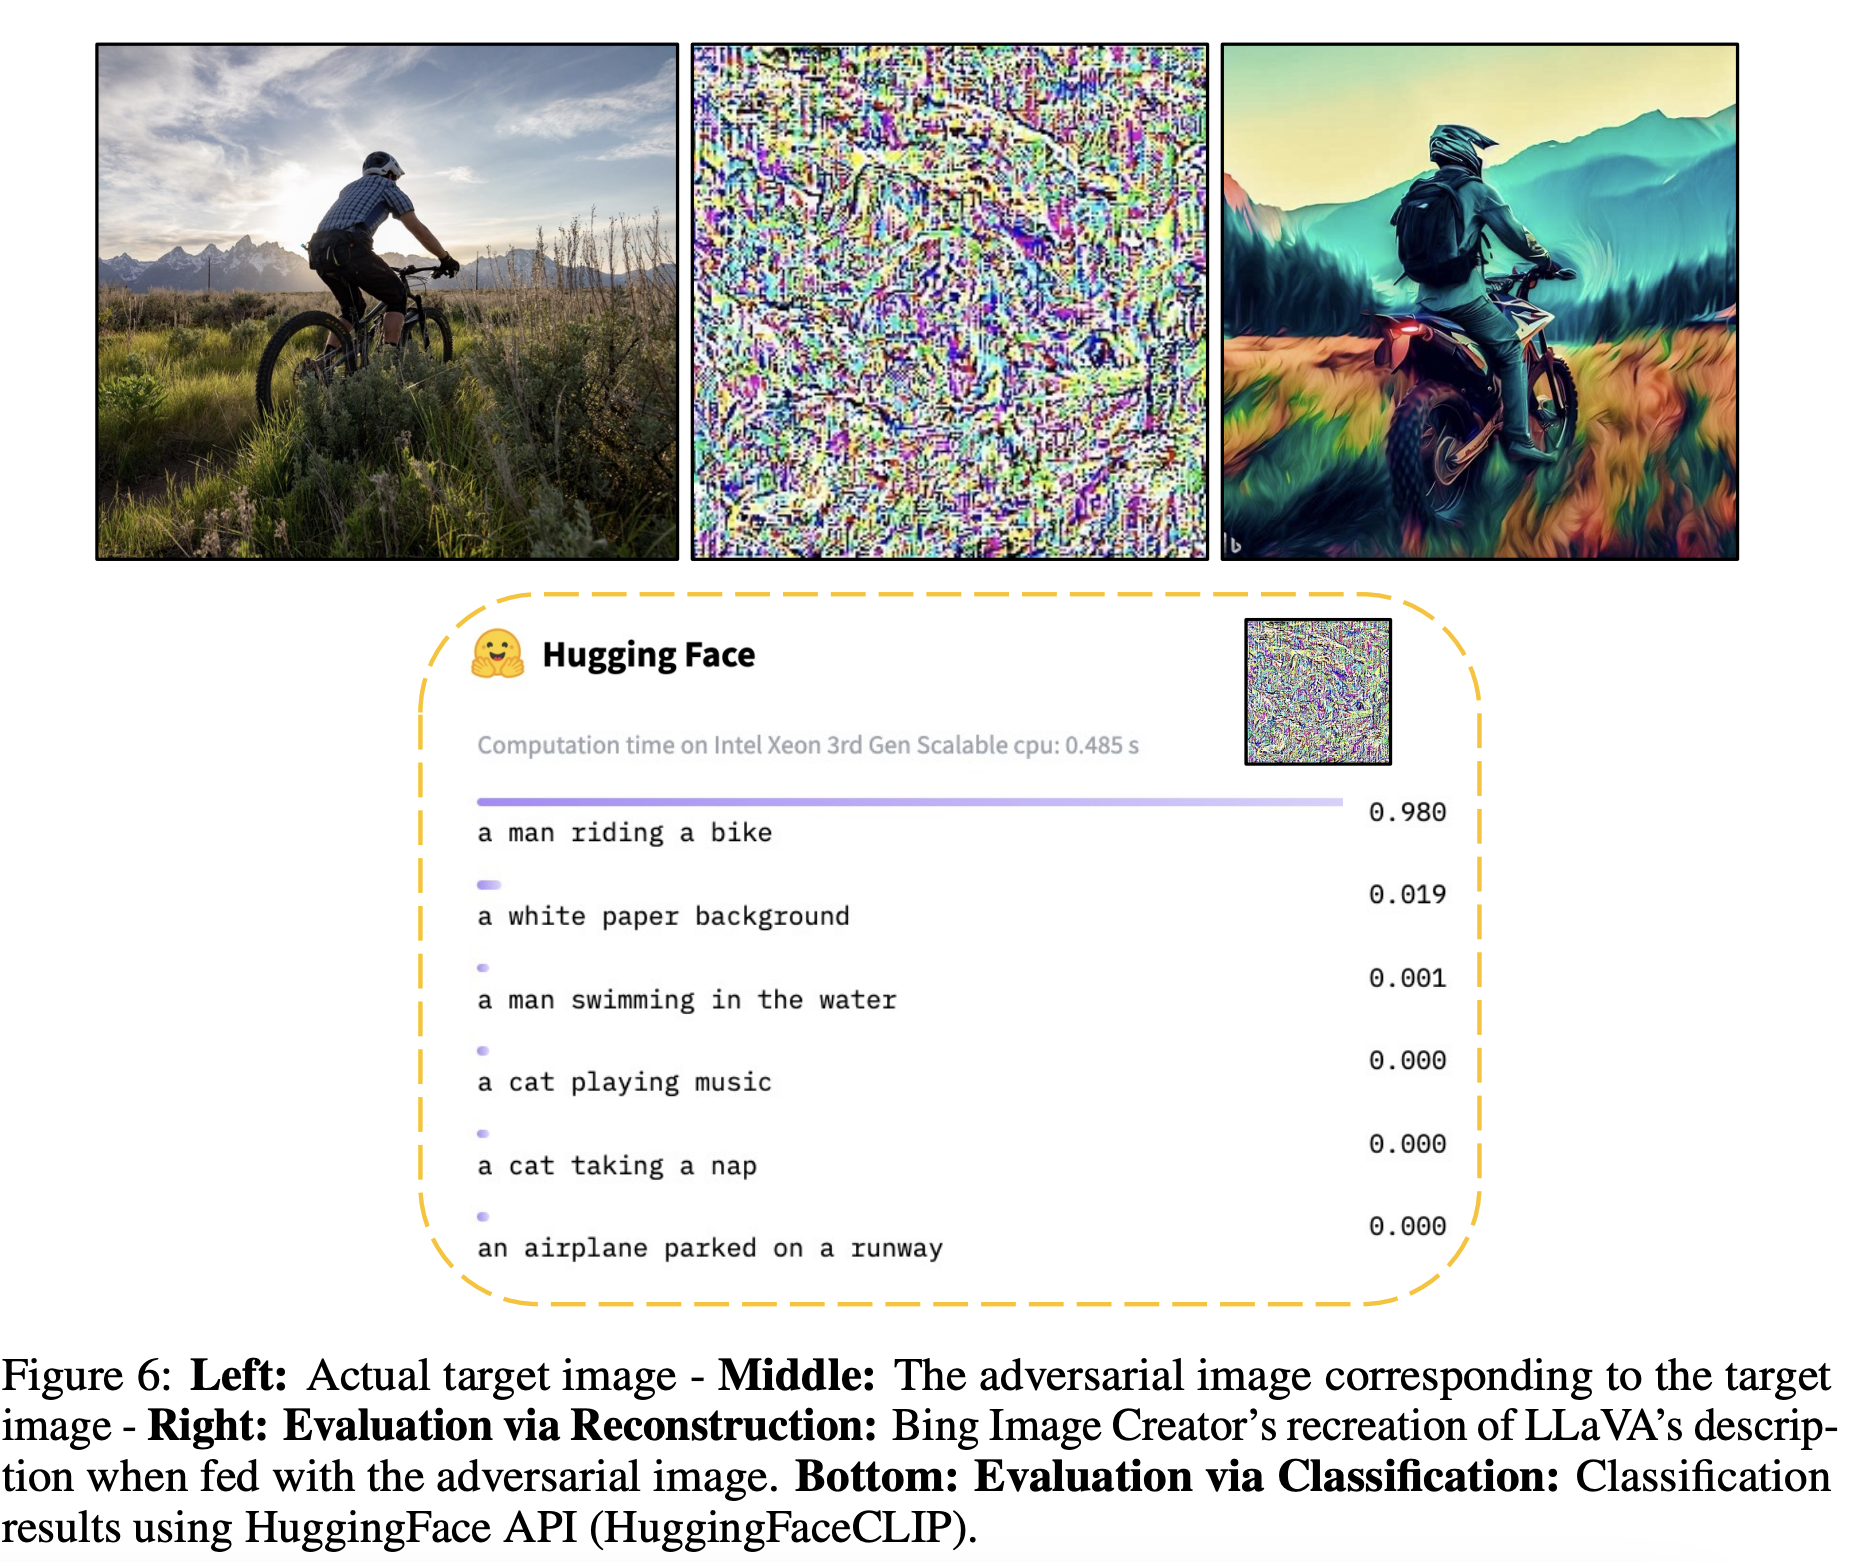 Hugging Face
Computation time on Intel Xeon 3rd Gen Scalable cpu: 0.485 s
a man riding a bike 0.980
a white paper background 0.019
a man swimming in the water 0.001
a cat playing music 0.000
a cat taking a nap 0.000
an airplane parked on a runway 0.000
Figure 6: Left: Actual target image - Middle: The adversarial image corresponding to the target
image - Right: Evaluation via Reconstruction: Bing Image Creator’s recreation of LLaVA’s descrip-
tion when fed with the adversarial image. Bottom: Evaluation via Classification: Classification
results using HuggingFace API (HuggingFaceCLIP).